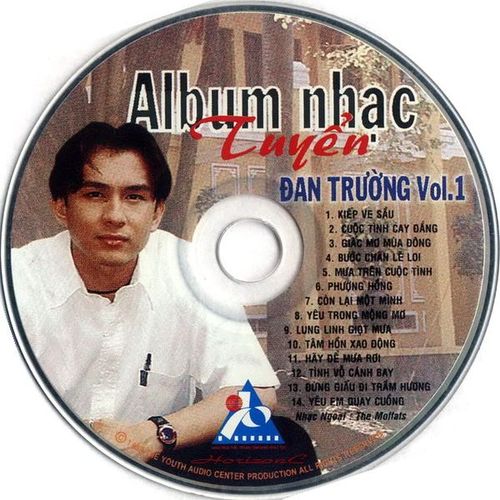 Album nhạc
Tuyển
ĐAN TRƯỜNG Vol.1
1. KIẾP VE SẦU
2. CUỘC TÌNH CAY ĐẮNG
3. GIẤC MƠ MÙA ĐÔNG
4. BƯỚC CHÂN LẺ LOI
5. MƯA TRÊN CUỘC TÌNH
6. PHƯỢNG HỒNG
7. CÒN LẠI MỘT MÌNH
8. YÊU TRONG MỘNG MƠ
9. LUNG LINH GIỌT MƯA
10. TÂM HỒN XAO ĐỘNG
11. HÃY ĐỂ MƯA RƠI
12. TÌNH VỖ CÁNH BAY
13. ĐỪNG GIẤU ĐI TRẦM HƯƠNG
14. YÊU EM QUAY CUỒNG
Nhạc Ngoại : The Moffats
HorizonC
YOUTH AUDIO CENTER PRODUCTION ALL RIGHTS